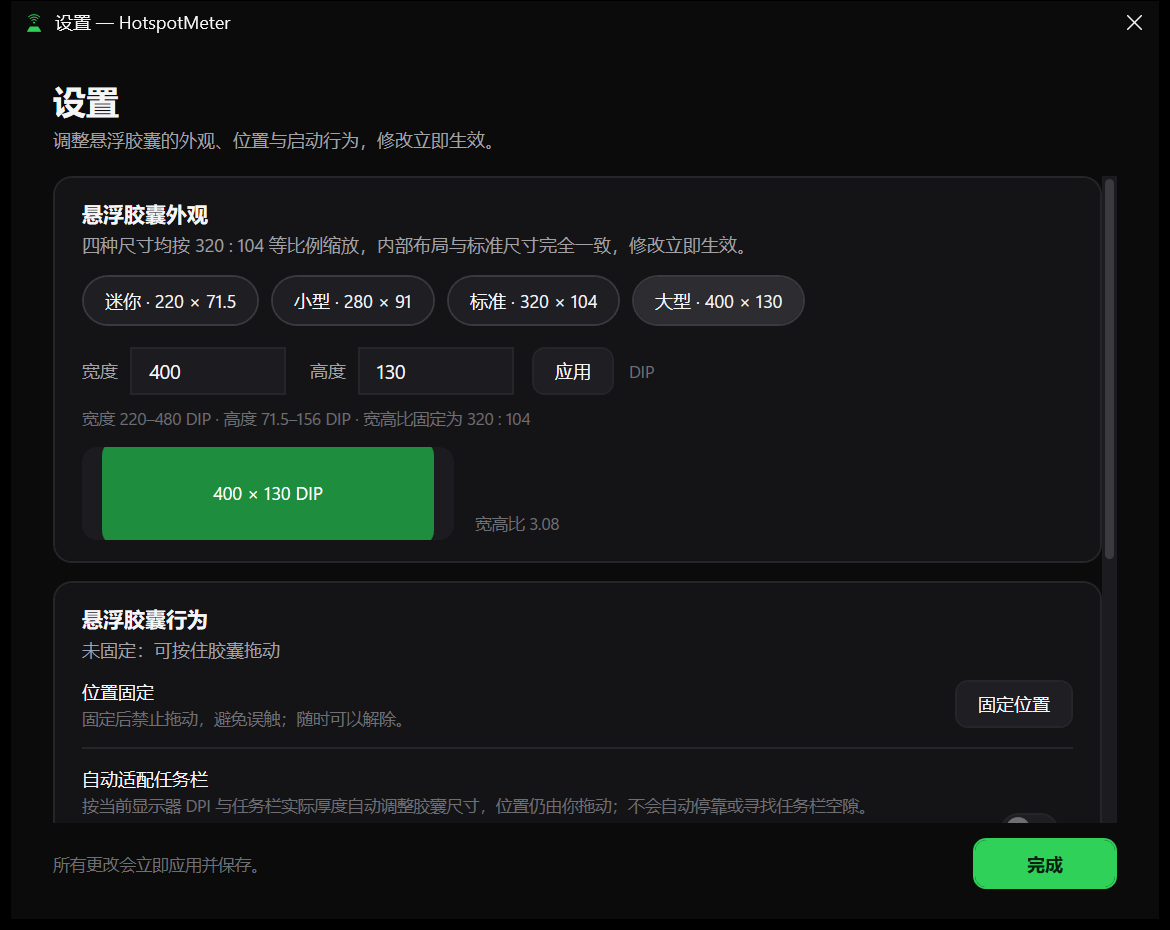 设置 — HotspotMeter
设置
调整悬浮胶囊的外观、位置与启动行为，修改立即生效。
悬浮胶囊外观
四种尺寸均按 320 : 104 等比例缩放，内部布局与标准尺寸完全一致，修改立即生效。
迷你 · 220 × 71.5 小型 · 280 × 91 标准 · 320 × 104 大型 · 400 × 130
宽度 400 高度 130 应用 DIP
宽度 220–480 DIP · 高度 71.5–156 DIP · 宽高比固定为 320 : 104
400 × 130 DIP
宽高比 3.08
悬浮胶囊行为
未固定：可按住胶囊拖动
位置固定
固定后禁止拖动，避免误触；随时可以解除。
固定位置
自动适配任务栏
按当前显示器 DPI 与任务栏实际厚度自动调整胶囊尺寸，位置仍由你拖动；不会自动停靠或寻找任务栏空隙。
所有更改会立即应用并保存。
完成